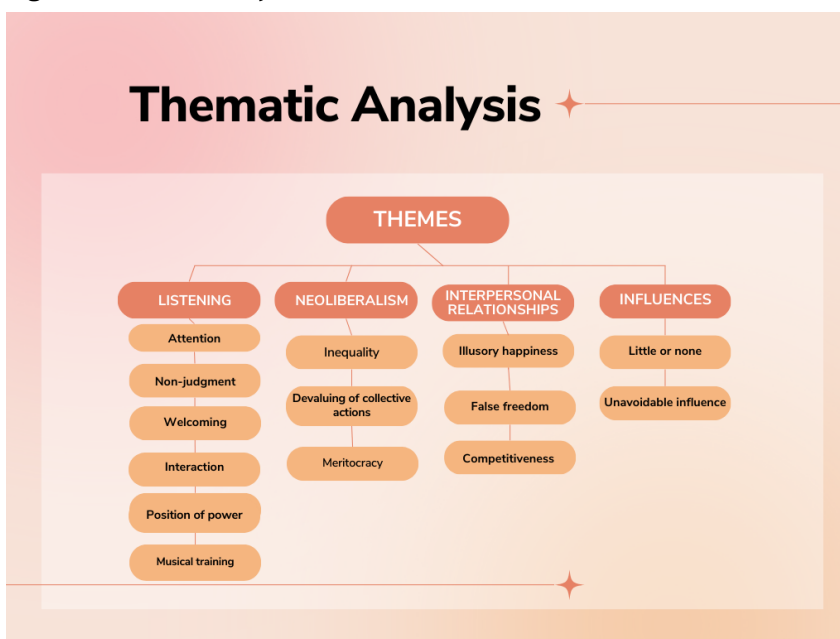 Thematic Analysis
THEMES
LISTENING
Attention
Non-judgment
Welcoming
Interaction
Position of power
Musical training
NEOLIBERALISM
Inequality
Devaluing of collective
actions
Meritocracy
INTERPERSONAL
RELATIONSHIPS
Illusory happiness
False freedom
Competitiveness
INFLUENCES
Little or none
Unavoidable influence